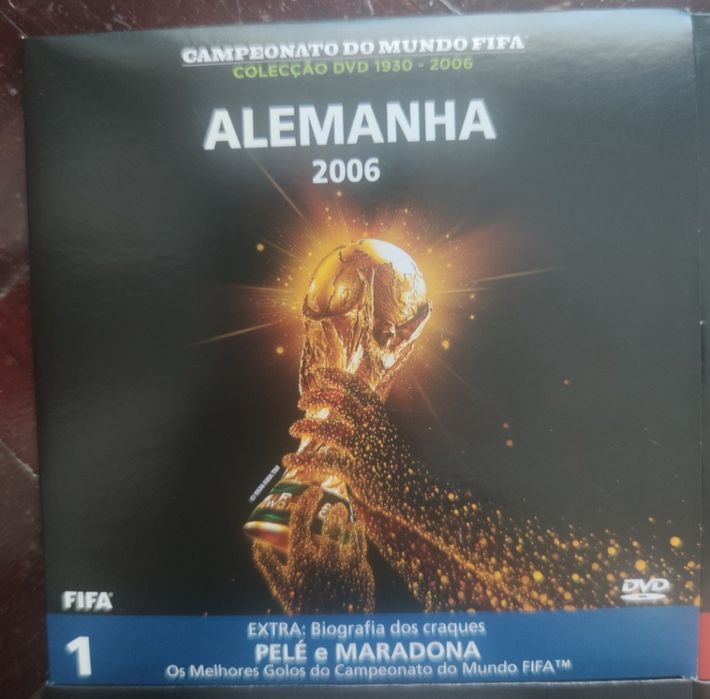 CAMPEONATO DO MUNDO FIFA
COLECÇÃO DVD 1930 - 2006
ALEMANHA
2006
FIFA
DVD
1
EXTRA: Biografia dos craques
PELÉ e MARADONA
Os Melhores Golos do Campeonato do Mundo FIFA™